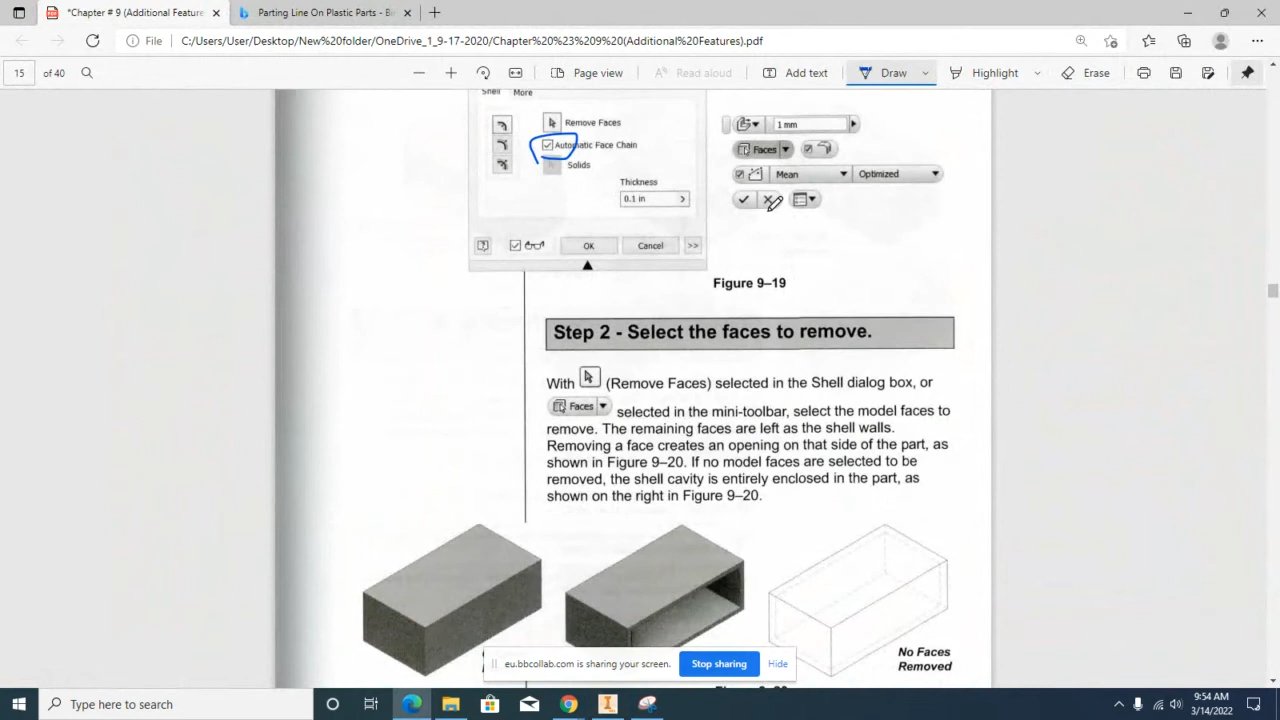 *Chapter # 9 (Additional Feature
Parting Line On Plastic Parts - Bi
File
C:/Users/User/Desktop/New%20folder/OneDrive_1_9-17-2020/Chapter%20%23%209%20(Additional%20Features).pdf
15 of 40
Page view
Read aloud
Add text
Draw
Highlight
Erase
Shell More
Remove Faces
Automatic Face Chain
Solids
Thickness
0.1 in
OK
Cancel
>>
1 mm
Faces
Mean
Optimized
Figure 9–19
Step 2 - Select the faces to remove.
With (Remove Faces) selected in the Shell dialog box, or
Faces selected in the mini-toolbar, select the model faces to
remove. The remaining faces are left as the shell walls.
Removing a face creates an opening on that side of the part, as
shown in Figure 9–20. If no model faces are selected to be
removed, the shell cavity is entirely enclosed in the part, as
shown on the right in Figure 9–20.
No Faces
Removed
eu.bbcollab.com is sharing your screen.
Stop sharing
Hide
Type here to search
9:54 AM
3/14/2022